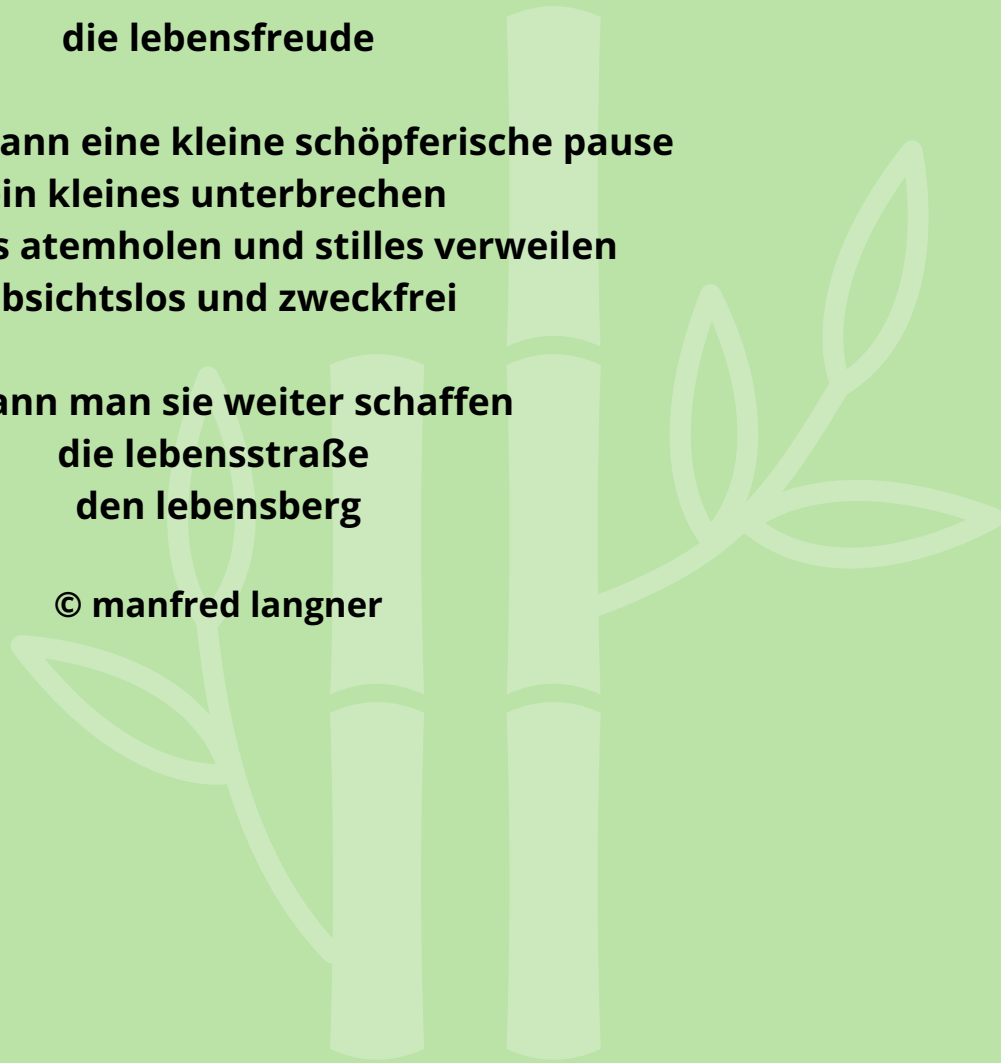 die lebensfreude
ann eine kleine schöpferische pause
in kleines unterbrechen
s atemholen und stilles verweilen
bsichtslos und zweckfrei
ann man sie weiter schaffen
die lebensstraße
den lebensberg
© manfred langner